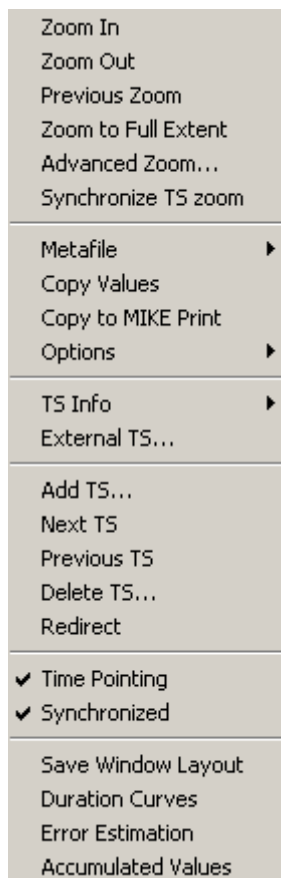 Zoom In
Zoom Out
Previous Zoom
Zoom to Full Extent
Advanced Zoom...
Synchronize TS zoom
Metafile
Copy Values
Copy to MIKE Print
Options
TS Info
External TS...
Add TS...
Next TS
Previous TS
Delete TS...
Redirect
Time Pointing
Synchronized
Save Window Layout
Duration Curves
Error Estimation
Accumulated Values